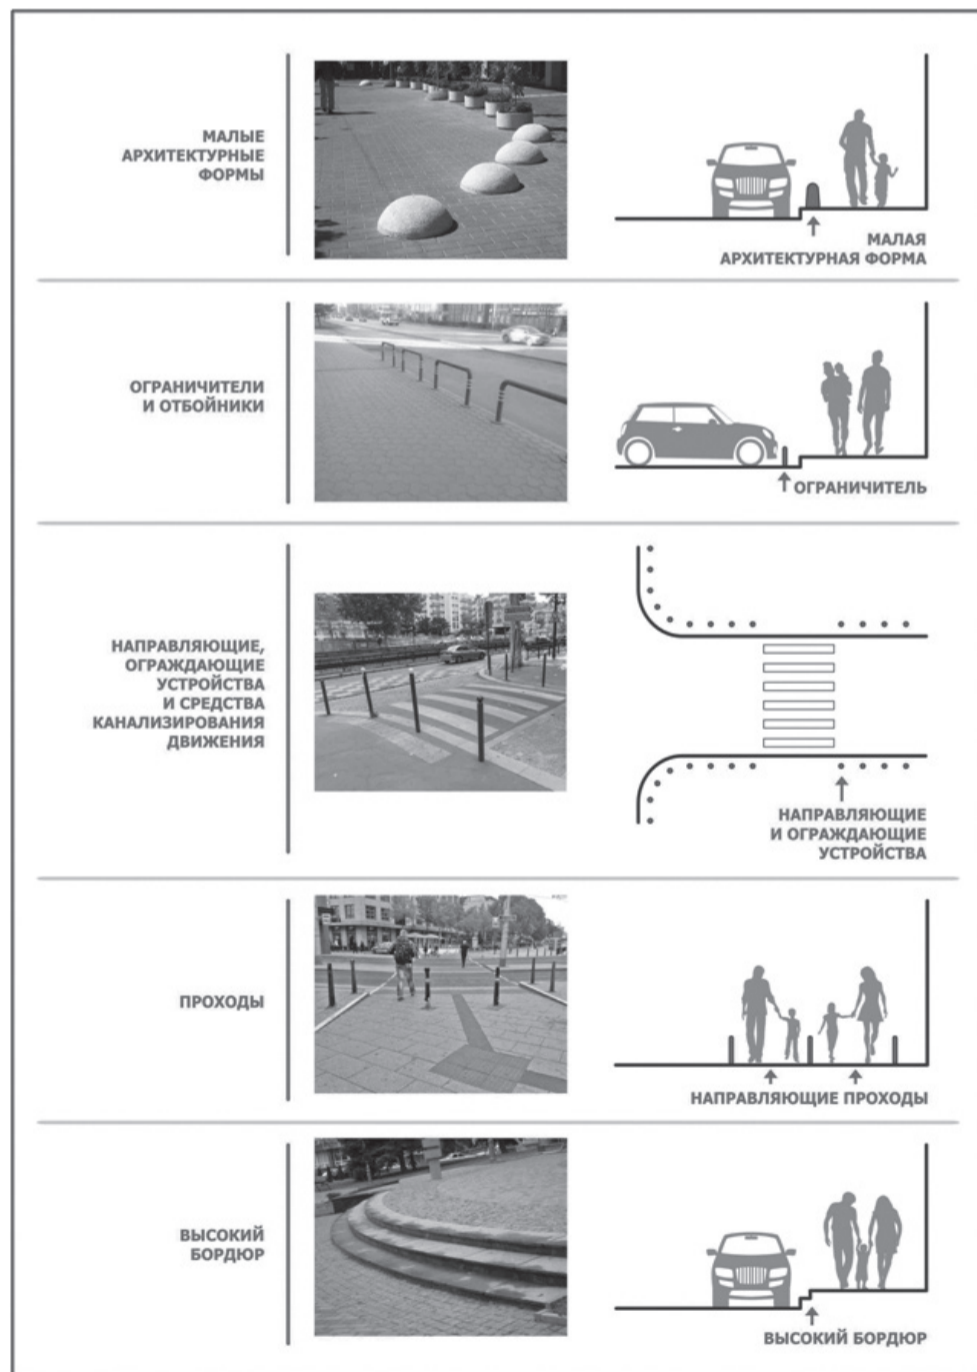 МАЛЫЕ
АРХИТЕКТУРНЫЕ
ФОРМЫ
МАЛАЯ
АРХИТЕКТУРНАЯ ФОРМА
ОГРАНИЧИТЕЛИ
И ОТБОЙНИКИ
ОГРАНИЧИТЕЛЬ
НАПРАВЛЯЮЩИЕ,
ОГРАЖДАЮЩИЕ
УСТРОЙСТВА
И СРЕДСТВА
КАНАЛИЗИРОВАНИЯ
ДВИЖЕНИЯ
НАПРАВЛЯЮЩИЕ
И ОГРАЖДАЮЩИЕ
УСТРОЙСТВА
ПРОХОДЫ
НАПРАВЛЯЮЩИЕ ПРОХОДЫ
ВЫСОКИЙ
БОРДЮР
ВЫСОКИЙ БОРДЮР